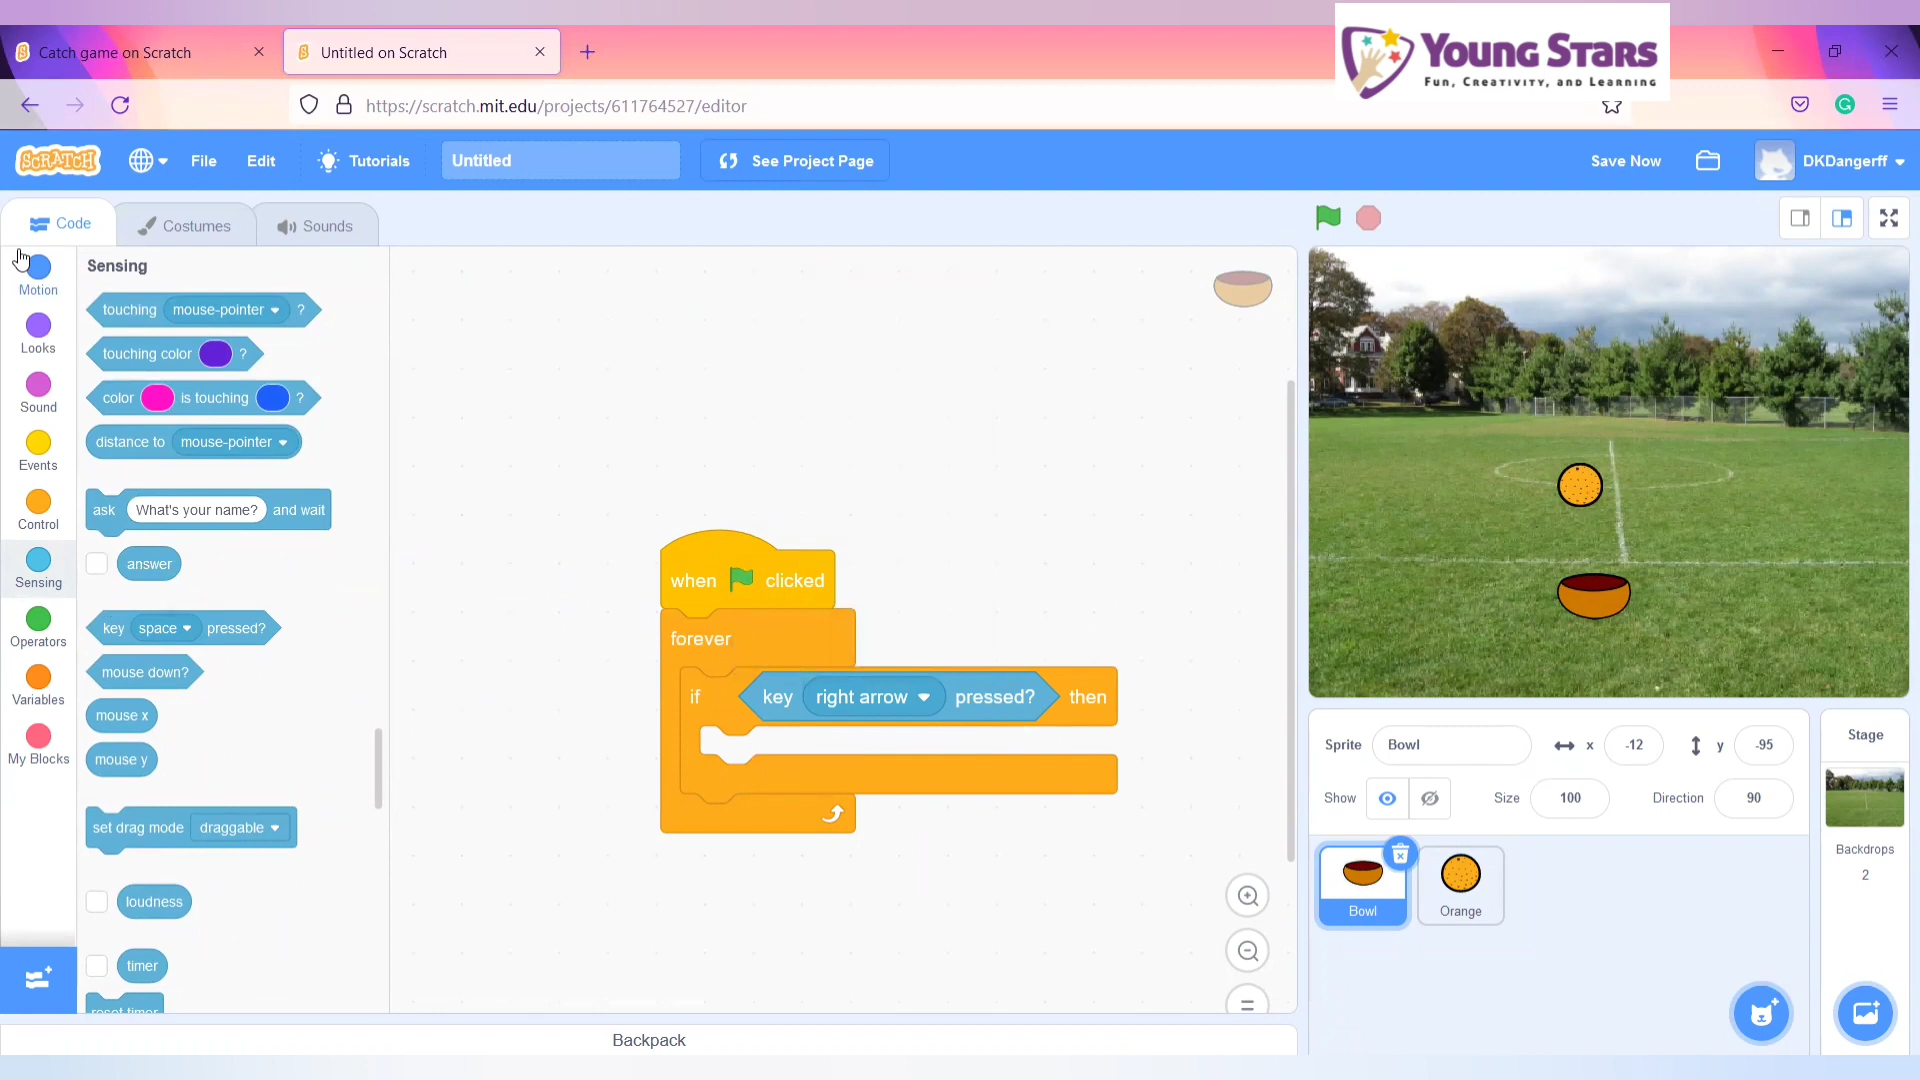 Catch game on Scratch
Untitled on Scratch
Young Stars
Fun, Creativity, and Learning
https://scratch.mit.edu/projects/611764527/editor
SCRATCH
File
Edit
Tutorials
Untitled
See Project Page
Save Now
DKDangerff
Code
Costumes
Sounds
Motion
Looks
Sound
Events
Control
Sensing
Operators
Variables
My Blocks
Sensing
touching mouse-pointer ?
touching color ?
color is touching ?
distance to mouse-pointer
ask What's your name? and wait
answer
key space pressed?
mouse down?
mouse x
mouse y
set drag mode draggable
loudness
timer
reset timer
when clicked
forever
if key right arrow pressed? then
Sprite Bowl x -12 y -95
Show Size 100 Direction 90
Bowl
Orange
Stage
Backdrops
2
Backpack